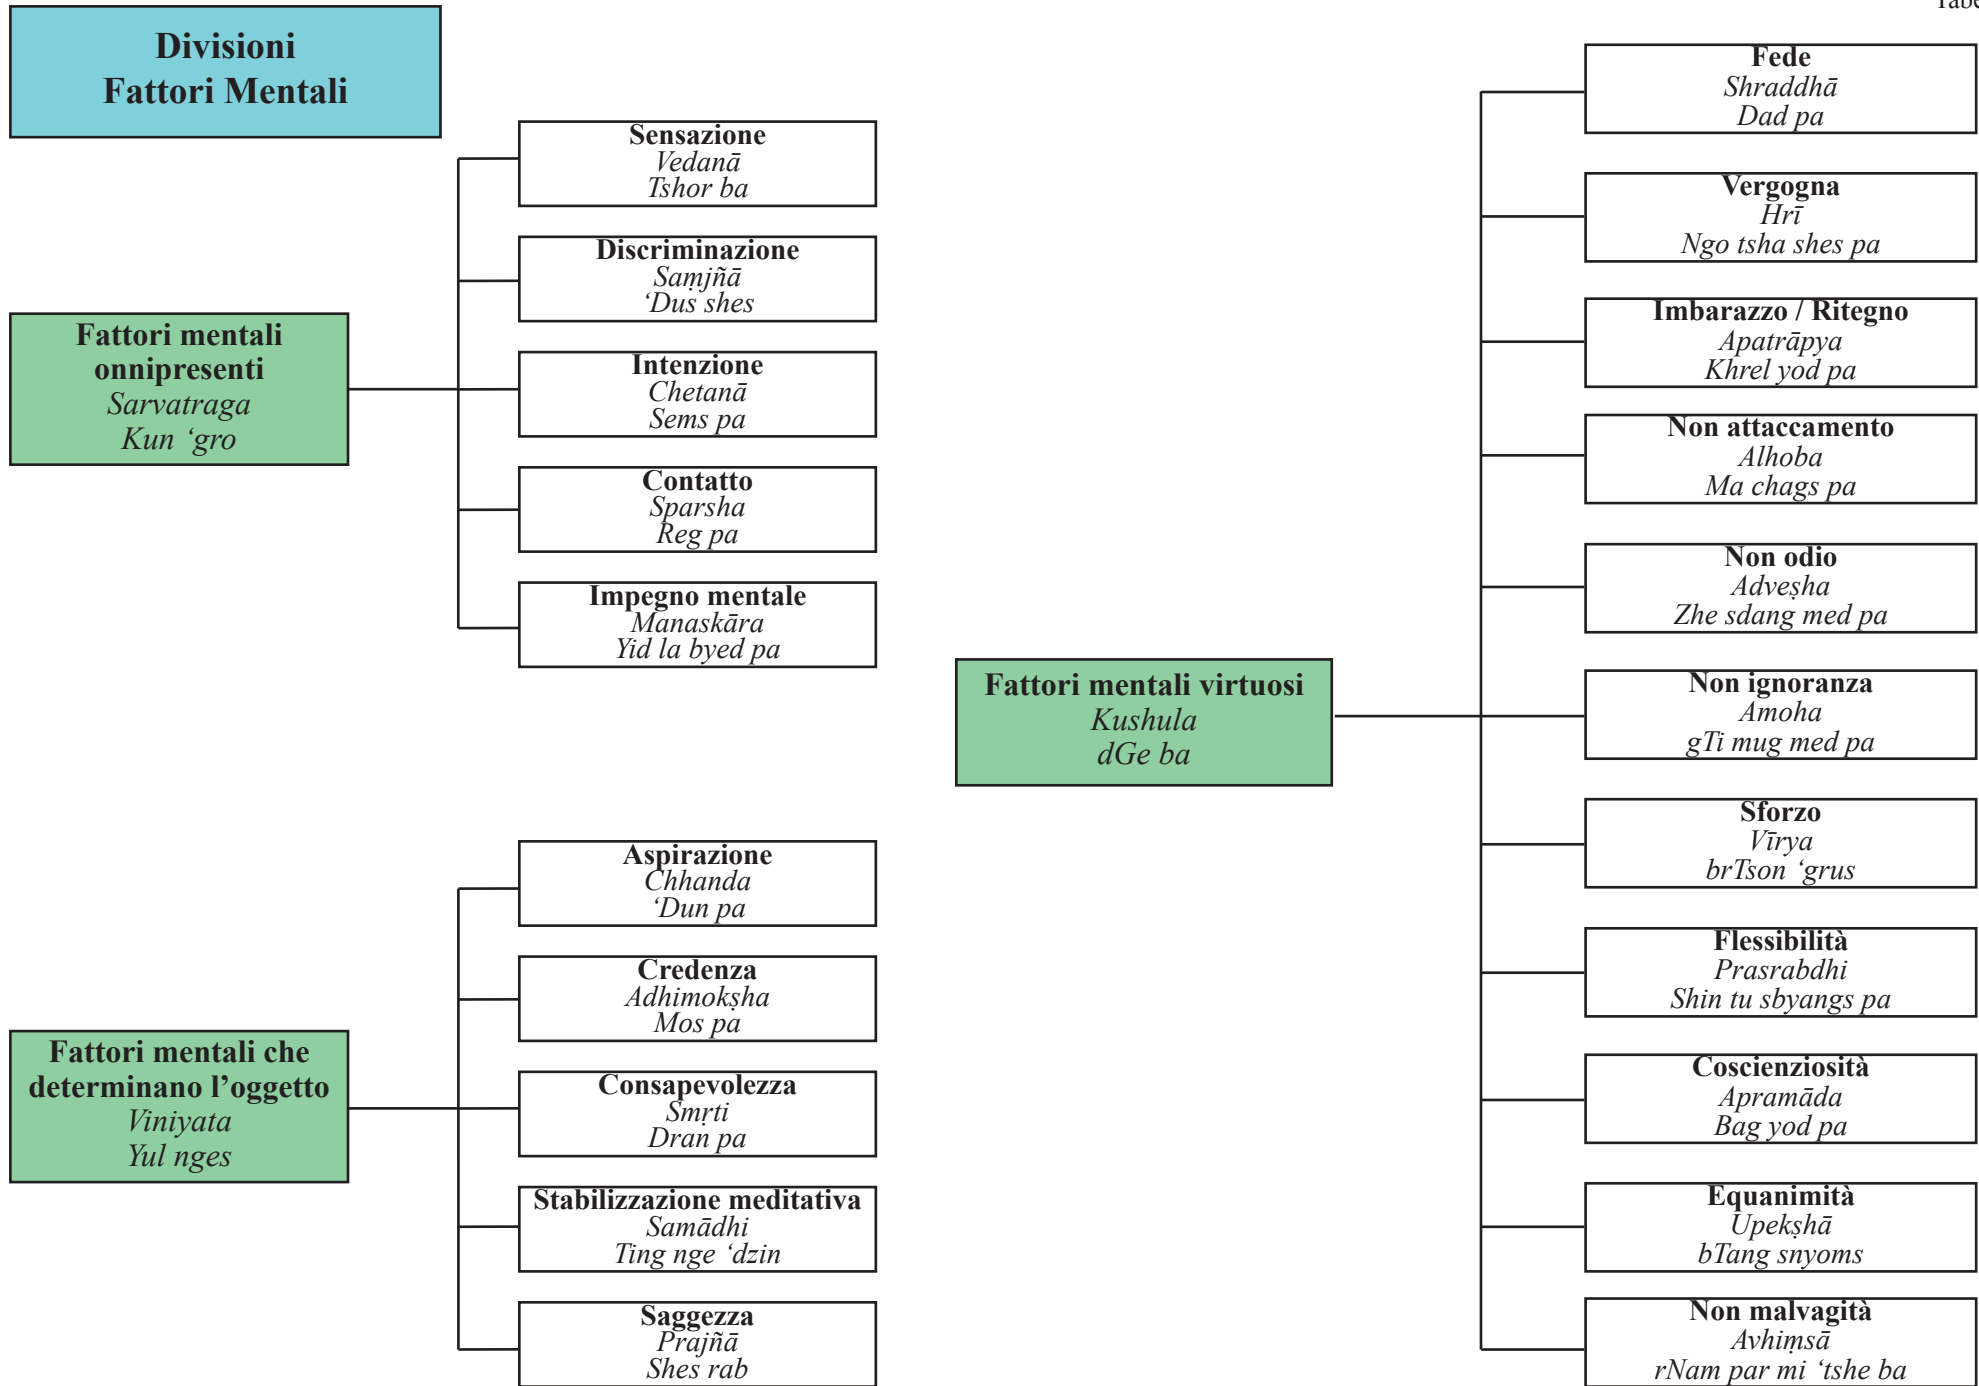 Divisioni
Fattori Mentali
Fattori mentali
onnipresenti
Sarvatraga
Kun ‘gro
Sensazione
Vedanā
Tshor ba
Discriminazione
Saṃjñā
‘Dus shes
Intenzione
Chetanā
Sems pa
Contatto
Sparsha
Reg pa
Impegno mentale
Manaskāra
Yid la byed pa
Fattori mentali che
determinano l’oggetto
Viniyata
Yul nges
Aspirazione
Chhanda
‘Dun pa
Credenza
Adhimokṣha
Mos pa
Consapevolezza
Smṛti
Dran pa
Stabilizzazione meditativa
Samādhi
Ting nge ‘dzin
Saggezza
Prajñā
Shes rab
Fattori mentali virtuosi
Kushula
dGe ba
Fede
Shraddhā
Dad pa
Vergogna
Hrī
Ngo tsha shes pa
Imbarazzo / Ritegno
Apatrāpya
Khrel yod pa
Non attaccamento
Alhoba
Ma chags pa
Non odio
Adveṣha
Zhe sdang med pa
Non ignoranza
Amoha
gTi mug med pa
Sforzo
Vīrya
brTson ‘grus
Flessibilità
Prasrabdhi
Shin tu sbyangs pa
Coscienziosità
Apramāda
Bag yod pa
Equanimità
Upekṣhā
bTang snyoms
Non malvagità
Avhiṃsā
rNam par mi ‘tshe ba